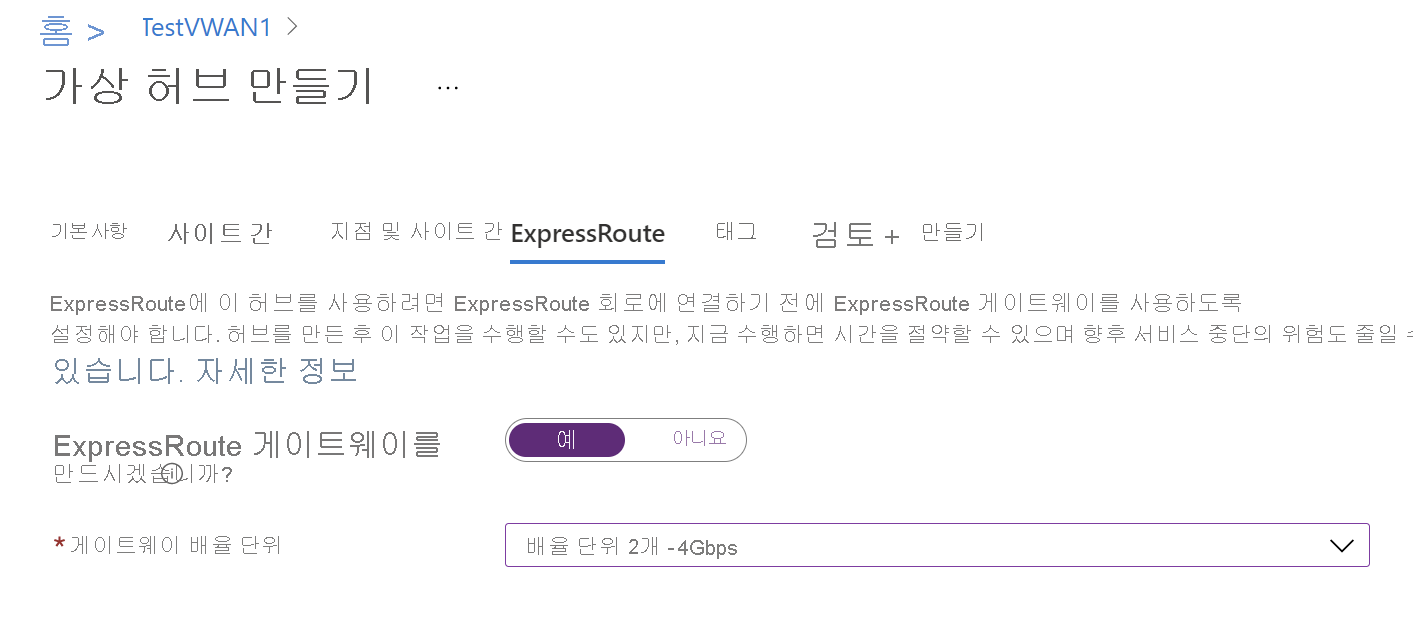 홈 > TestVWAN1 >
가상 허브 만들기 ...
기본 사항 사이트 간 지점 및 사이트 간 ExpressRoute 태그 검토 + 만들기
ExpressRoute에 이 허브를 사용하려면 ExpressRoute 회로에 연결하기 전에 ExpressRoute 게이트웨이를 사용하도록
설정해야 합니다. 허브를 만든 후 이 작업을 수행할 수도 있지만, 지금 수행하면 시간을 절약할 수 있으며 향후 서비스 중단의 위험도 줄일
있습니다. 자세한 정보
ExpressRoute 게이트웨이를 예 아니요
만드시겠습니까?
*게이트웨이 배율 단위 배율 단위 2개 -4Gbps